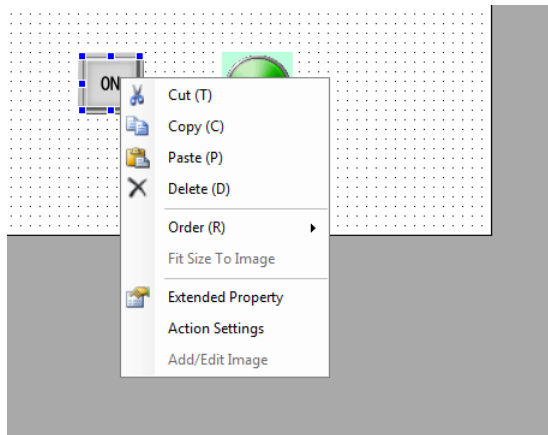 ON
Cut (T)
Copy (C)
Paste (P)
Delete (D)
Order (R)
Fit Size To Image
Extended Property
Action Settings
Add/Edit Image